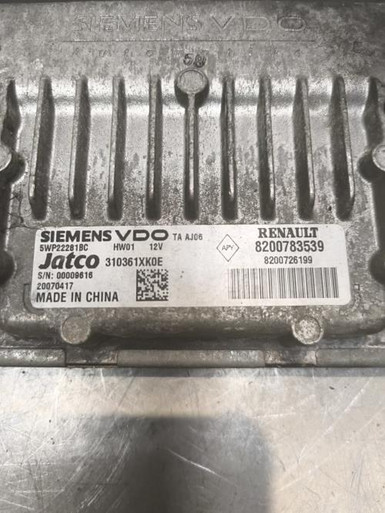 SIEMENS VDO
SIEMENS VDO TA AJ06
5WP22281BC HW01 12V
Jatco 310361XK0E
S/N: 00009616
20070417
MADE IN CHINA
RENAULT
APV
8200783539
8200726199